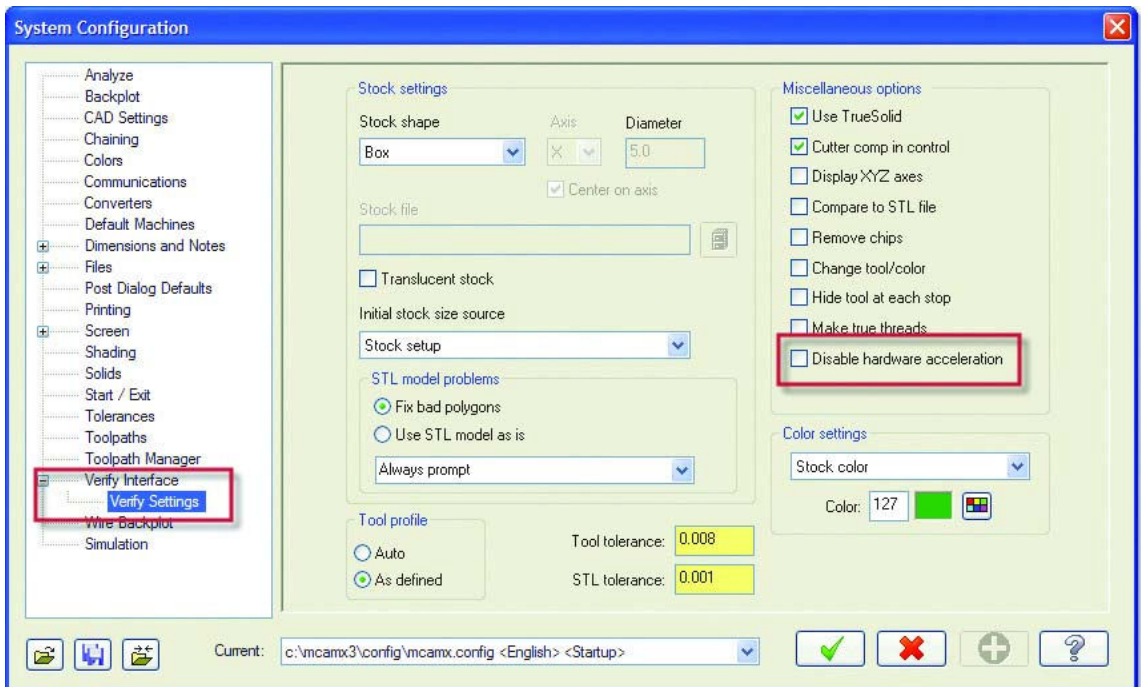 System Configuration
Analyze
Backplot
CAD Settings
Chaining
Colors
Communications
Converters
Default Machines
Dimensions and Notes
Files
Post Dialog Defaults
Printing
Screen
Shading
Solids
Start / Exit
Tolerances
Toolpaths
Toolpath Manager
Verify Interface
Verify Settings
Wire Backplot
Simulation
Stock settings
Stock shape
Axis
Diameter
Box
X
5.0
Center on axis
Stock file
Translucent stock
Initial stock size source
Stock setup
STL model problems
Fix bad polygons
Use STL model as is
Always prompt
Tool profile
Auto
As defined
Tool tolerance: 0.008
STL tolerance: 0.001
Miscellaneous options
Use TrueSolid
Cutter comp in control
Display XYZ axes
Compare to STL file
Remove chips
Change tool/color
Hide tool at each stop
Make true threads
Disable hardware acceleration
Color settings
Stock color
Color: 127
Current: c:\mcamx3\config\mcamx.config <English> <Startup>